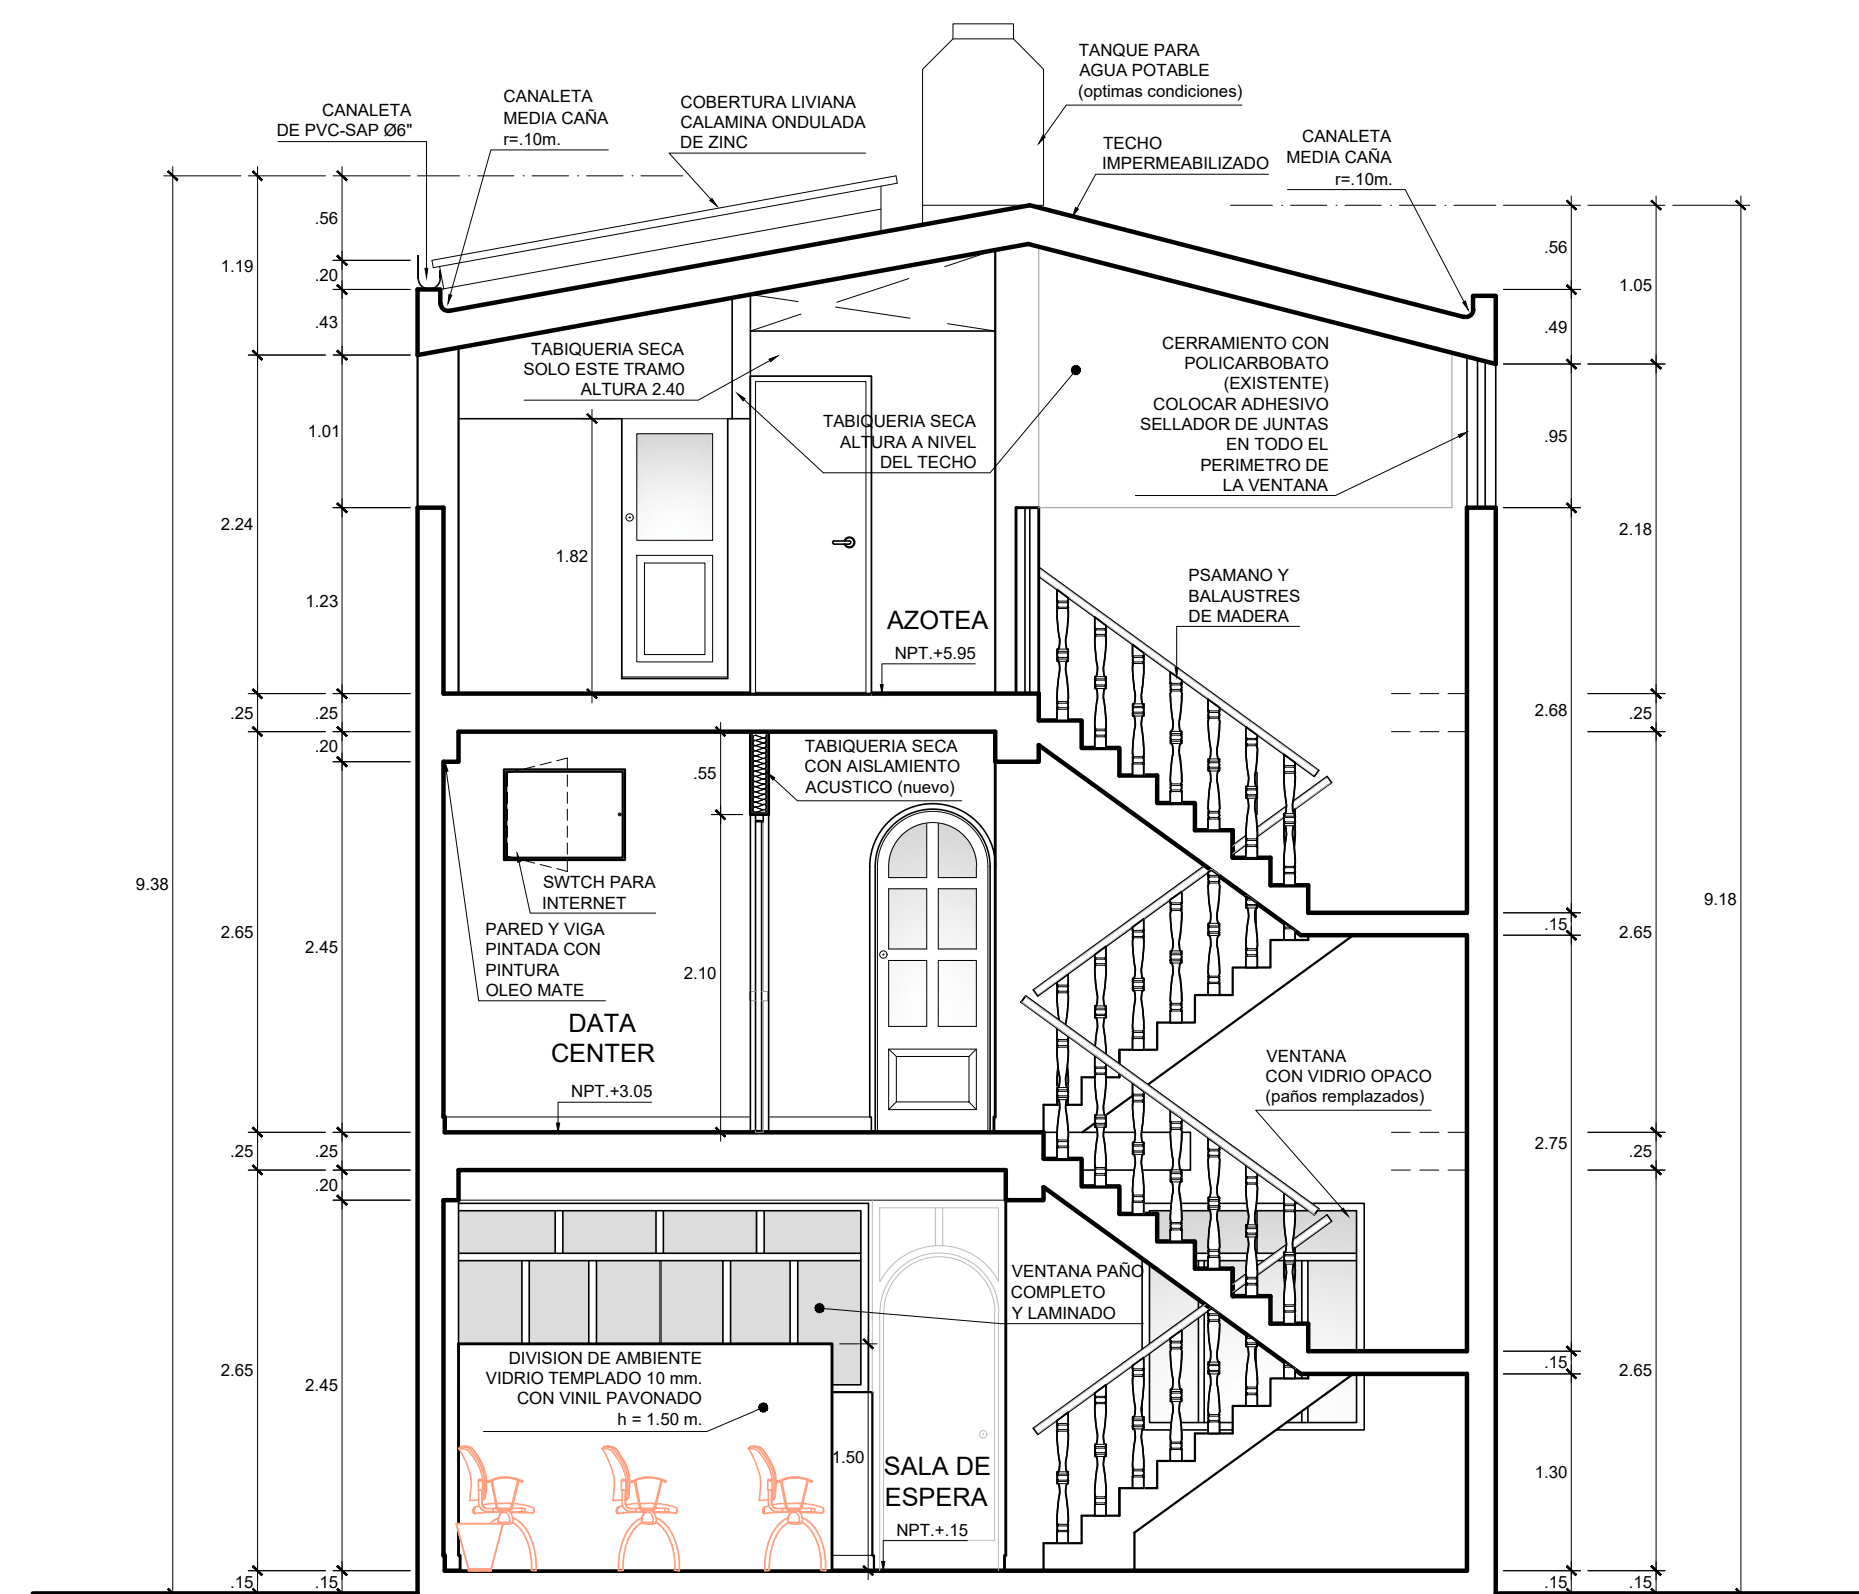 TANQUE PARA
AGUA POTABLE
(optimas condiciones)
CANALETA
DE PVC-SAP Ø6"
CANALETA
MEDIA CAÑA
r=.10m.
COBERTURA LIVIANA
CALAMINA ONDULADA
DE ZINC
TECHO
IMPERMEABILIZADO
CANALETA
MEDIA CAÑA
r=.10m.
.56
1.19
.20
.43
.56
1.05
.49
TABIQUERIA SECA
SOLO ESTE TRAMO
ALTURA 2.40
CERRAMIENTO CON
POLICARBOBATO
(EXISTENTE)
COLOCAR ADHESIVO
SELLADOR DE JUNTAS
EN TODO EL
PERIMETRO DE
LA VENTANA
TABIQUERIA SECA
ALTURA A NIVEL
DEL TECHO
1.01
.95
2.24
2.18
1.82
1.23
PSAMANO Y
BALAUSTRES
DE MADERA
AZOTEA
NPT.+5.95
.25
.25
.20
2.68
.25
TABIQUERIA SECA
CON AISLAMIENTO
ACUSTICO (nuevo)
.55
SWTCH PARA
INTERNET
9.38
9.18
PARED Y VIGA
PINTADA CON
PINTURA
OLEO MATE
2.65
2.45
2.10
.15
2.65
DATA
CENTER
NPT.+3.05
VENTANA
CON VIDRIO OPACO
(paños remplazados)
.25
.25
.20
2.75
.25
VENTANA PAÑO
COMPLETO
Y LAMINADO
DIVISION DE AMBIENTE
VIDRIO TEMPLADO 10 mm.
CON VINIL PAVONADO
h = 1.50 m.
2.65
2.45
.15
2.65
1.50
1.30
SALA DE
ESPERA
NPT.+.15
.15
.15
.15
.15